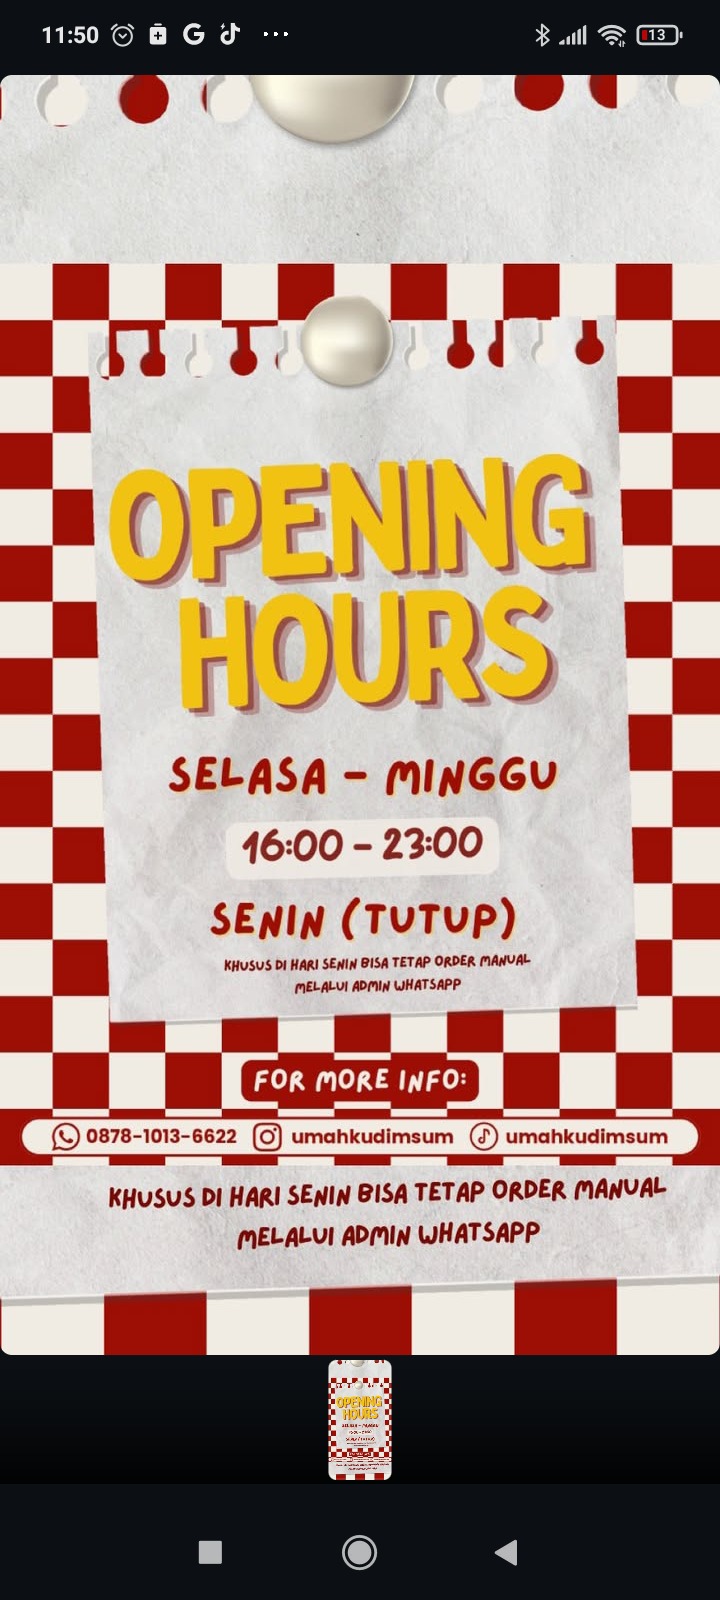 11:50
13
OPENING
HOURS
SELASA - MINGGU
16:00 - 23:00
SENIN (TUTUP)
KHUSUS DI HARI SENIN BISA TETAP ORDER MANUAL
MELALUI ADMIN WHATSAPP
FOR MORE INFO:
0878-1013-6622 umahkudimsum umahkudimsum
KHUSUS DI HARI SENIN BISA TETAP ORDER MANUAL
MELALUI ADMIN WHATSAPP
OPENING
HOURS